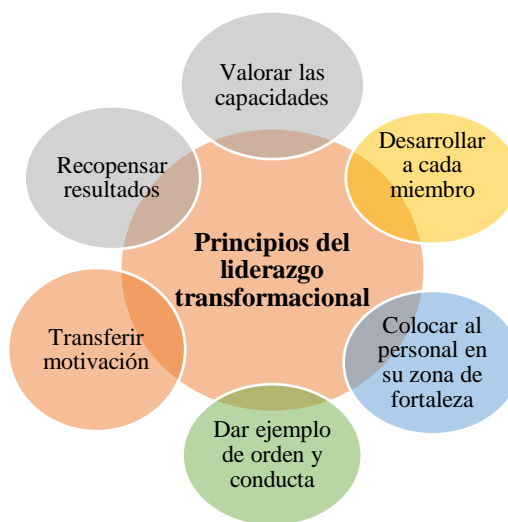 Valorar las
capacidades
Desarrollar
a cada
miembro
Colocar al
personal en
su zona de
fortaleza
Dar ejemplo
de orden y
conducta
Transferir
motivación
Recopensar
resultados
Principios del
liderazgo
transformacional